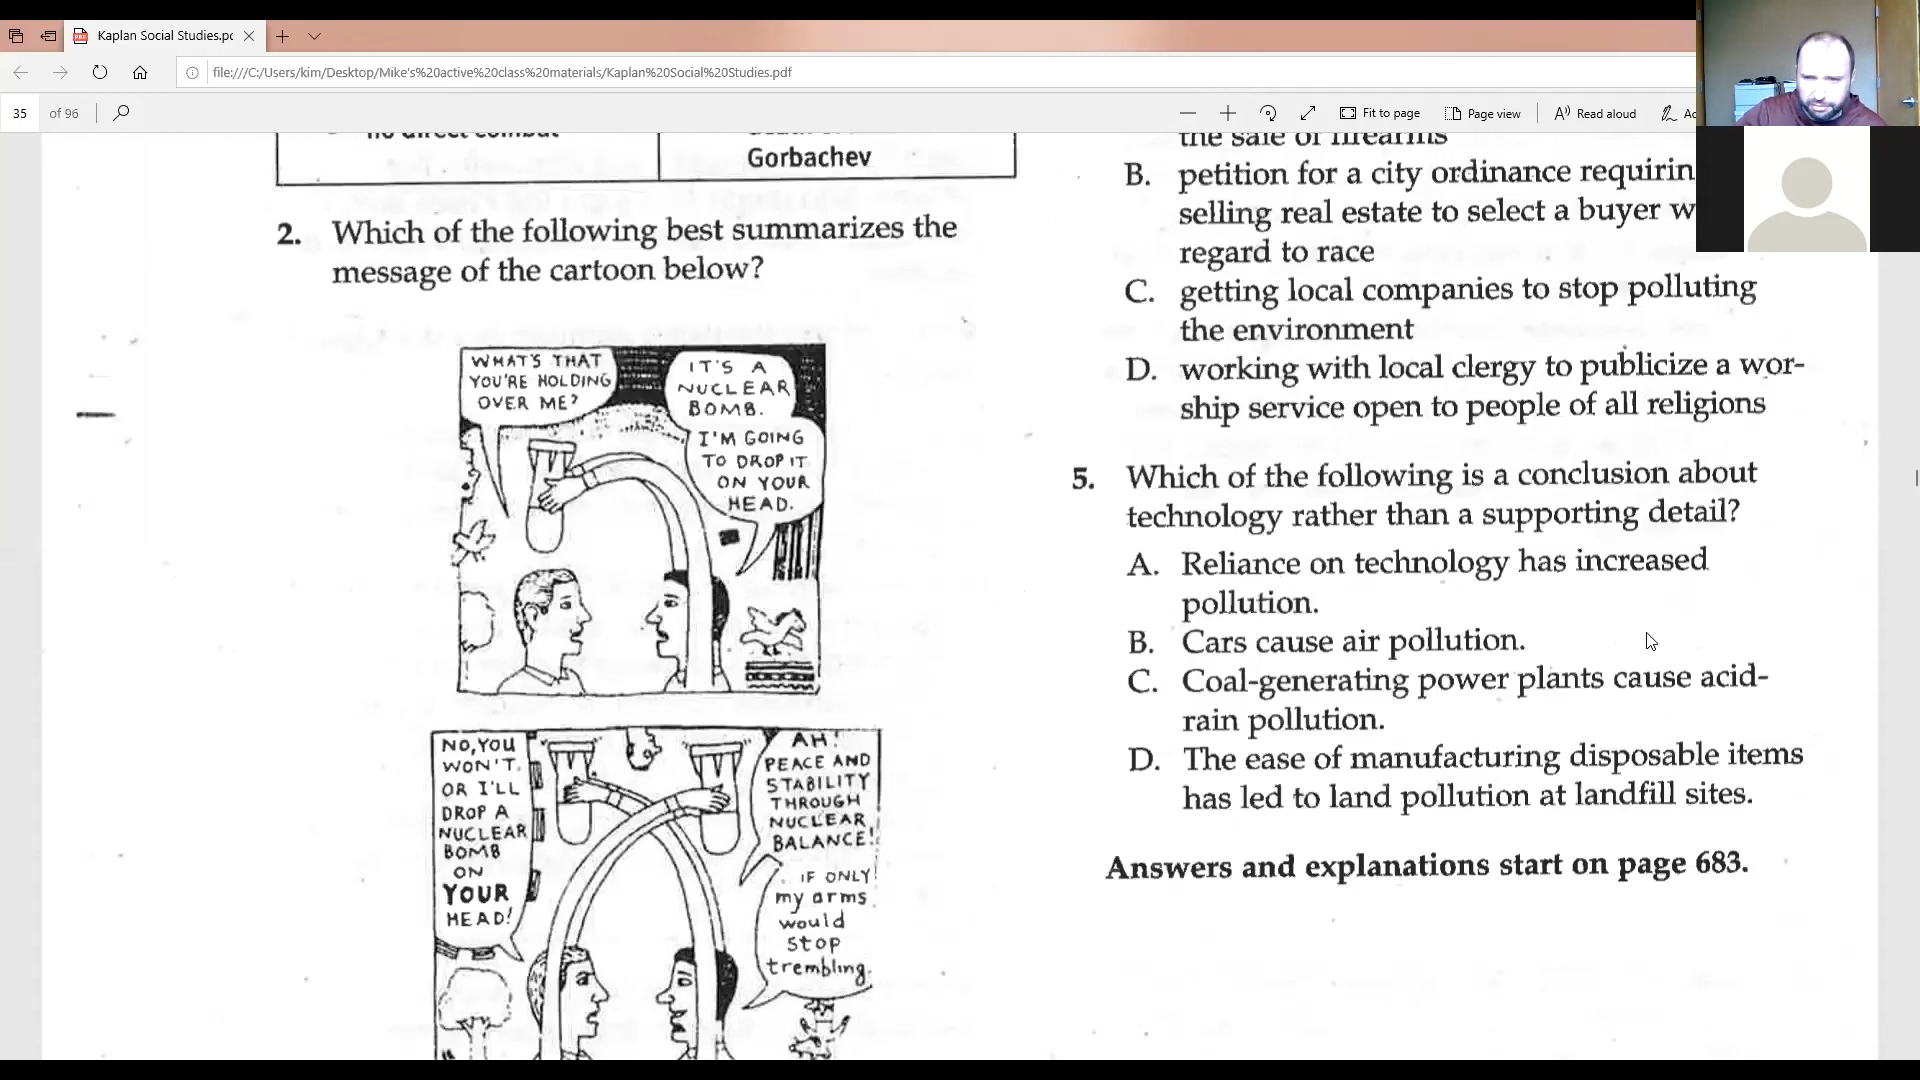 Kaplan Social Studies.pc
file:///C:/Users/kim/Desktop/Mike's%20active%20class%20materials/Kaplan%20Social%20Studies.pdf
35 of 96
Fit to page
Page view
Read aloud
no direct combat
Gorbachev
2. Which of the following best summarizes the
message of the cartoon below?
WHAT'S THAT
YOU'RE HOLDING
OVER ME?
IT'S A
NUCLEAR
BOMB.
I'M GOING
TO DROP IT
ON YOUR
HEAD.
NO, YOU
WON'T.
OR I'LL
DROP A
NUCLEAR
BOMB
ON
YOUR
HEAD!
AH!
PEACE AND
STABILITY
THROUGH
NUCLEAR
BALANCE!
IF ONLY
my arms
would
stop
trembling.
the sale of firearms
B. petition for a city ordinance requirin
selling real estate to select a buyer w
regard to race
C. getting local companies to stop polluting
the environment
D. working with local clergy to publicize a wor-
ship service open to people of all religions
5. Which of the following is a conclusion about
technology rather than a supporting detail?
A. Reliance on technology has increased
pollution.
B. Cars cause air pollution.
C. Coal-generating power plants cause acid-
rain pollution.
D. The ease of manufacturing disposable items
has led to land pollution at landfill sites.
Answers and explanations start on page 683.